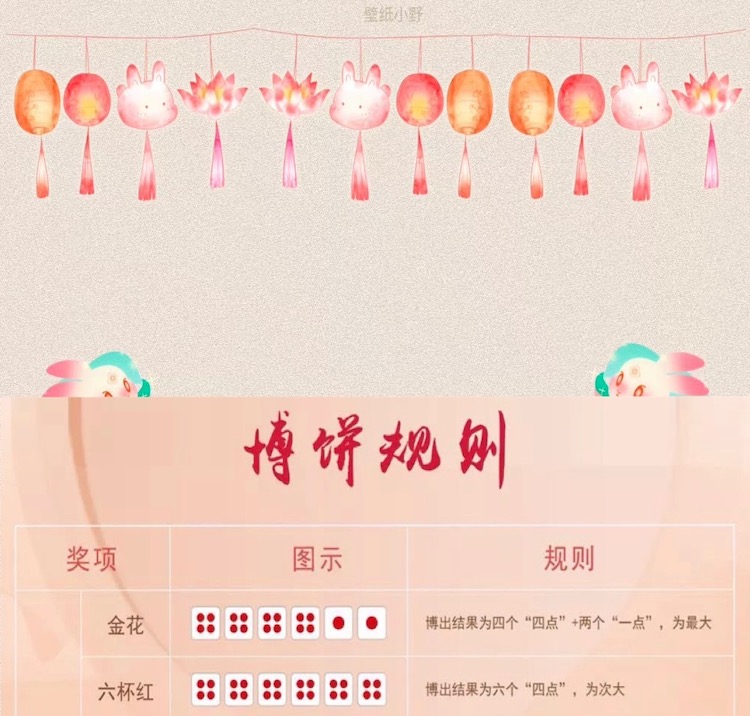 壁纸小野
博饼规则
奖项 图示 规则
金花 博出结果为四个“四点”+两个“一点”，为最大
六杯红 博出结果为六个“四点”，为次大